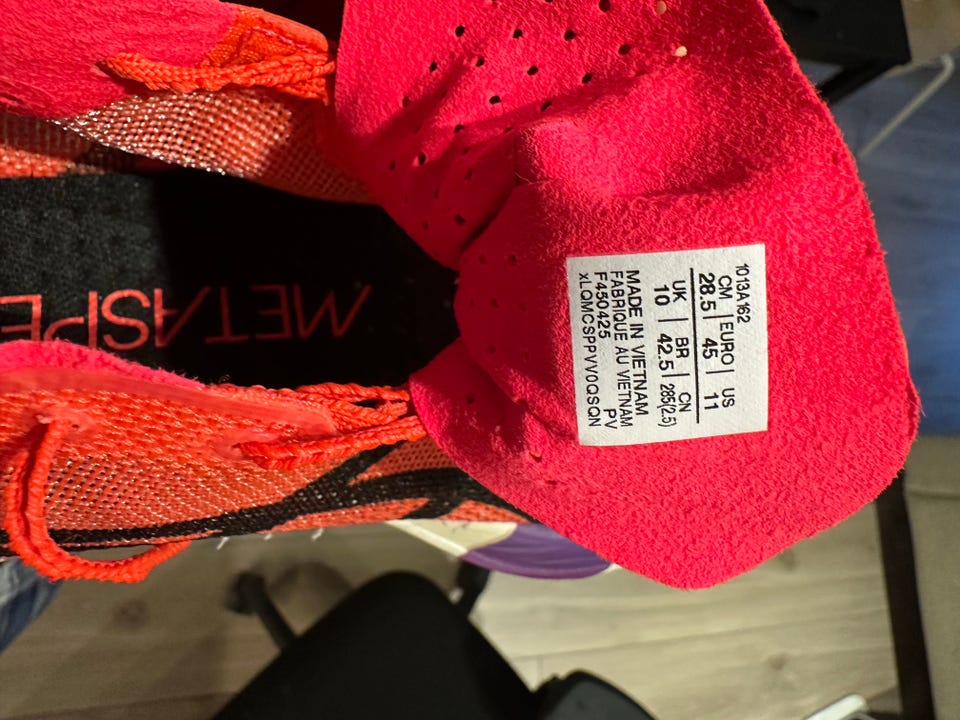 1013A162
CM | EURO | US
28.5 | 45 | 11
UK | BR | CN
10 | 42.5 | 285(2.5)
MADE IN VIETNAM
FABRIQUE AU VIETNAM
F450425 PV
xLQMCSPPVV0QSQN
METASPE